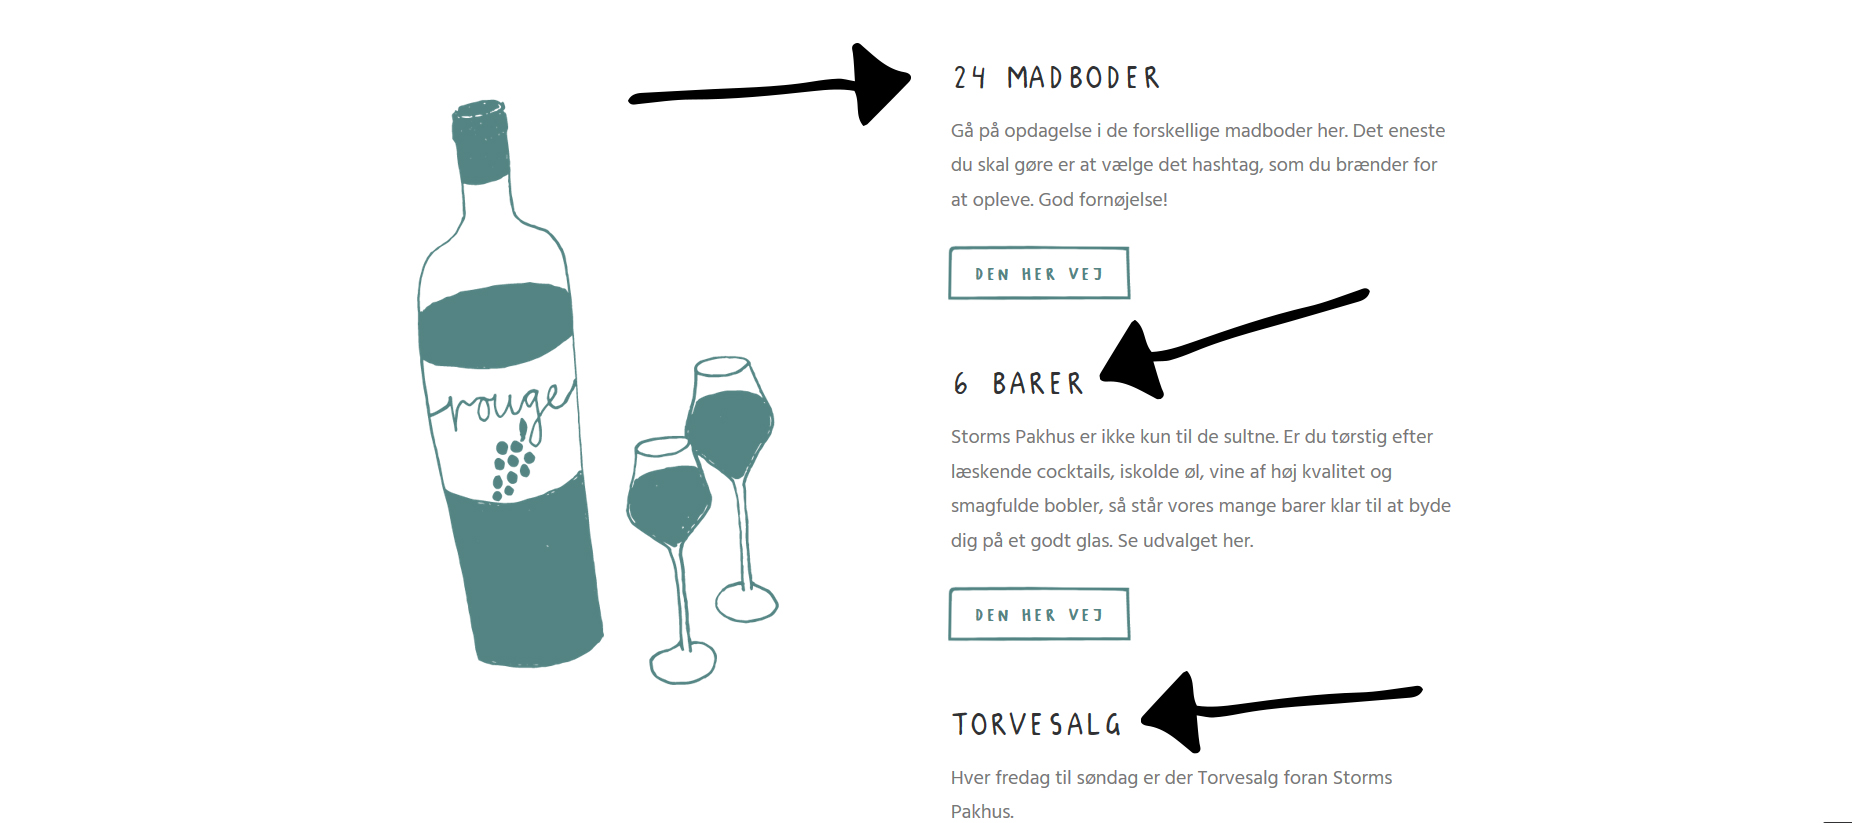 24 MADBODER
Gå på opdagelse i de forskellige madboder her. Det eneste
du skal gøre er at vælge det hashtag, som du brænder for
at opleve. God fornøjelse!
DEN HER VEJ
rouge
6 BARER
Storms Pakhus er ikke kun til de sultne. Er du tørstig efter
læskende cocktails, iskolde øl, vine af høj kvalitet og
smagfulde bobler, så står vores mange barer klar til at byde
dig på et godt glas. Se udvalget her.
DEN HER VEJ
TORVESALG
Hver fredag til søndag er der Torvesalg foran Storms
Pakhus.